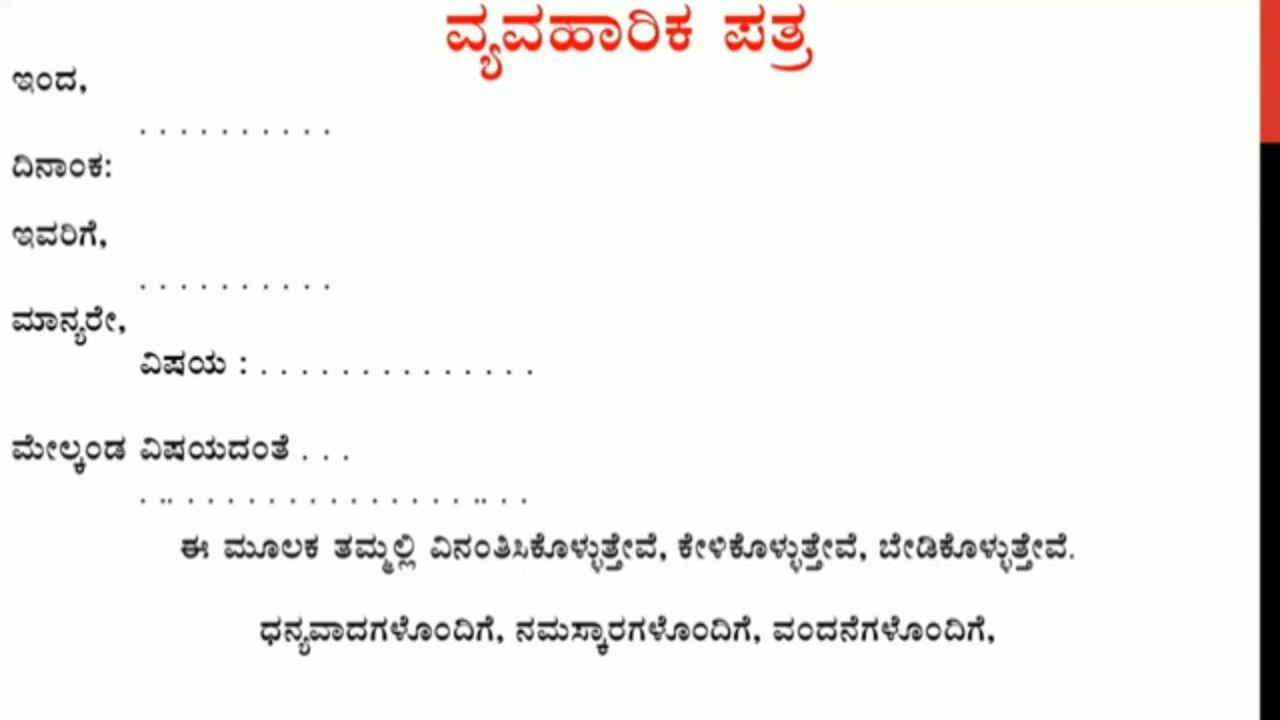 ವ್ಯವಹಾರಿಕ ಪತ್ರ
ಇಂದ,
. . . . . . . . . .
ದಿನಾಂಕ:
ಇವರಿಗೆ,
. . . . . . . . . .
ಮಾನ್ಯರೇ,
ವಿಷಯ : . . . . . . . . . . . . . .
ಮೇಲ್ಕಂಡ ವಿಷಯದಂತೆ . . .
. .. . . . . . . . . . . . . . . . .. . .
ಈ ಮೂಲಕ ತಮ್ಮಲ್ಲಿ ವಿನಂತಿಸಿಕೊಳ್ಳುತ್ತೇವೆ, ಕೇಳಿಕೊಳ್ಳುತ್ತೇವೆ, ಬೇಡಿಕೊಳ್ಳುತ್ತೇವೆ.
ಧನ್ಯವಾದಗಳೊಂದಿಗೆ, ನಮಸ್ಕಾರಗಳೊಂದಿಗೆ, ವಂದನೆಗಳೊಂದಿಗೆ,